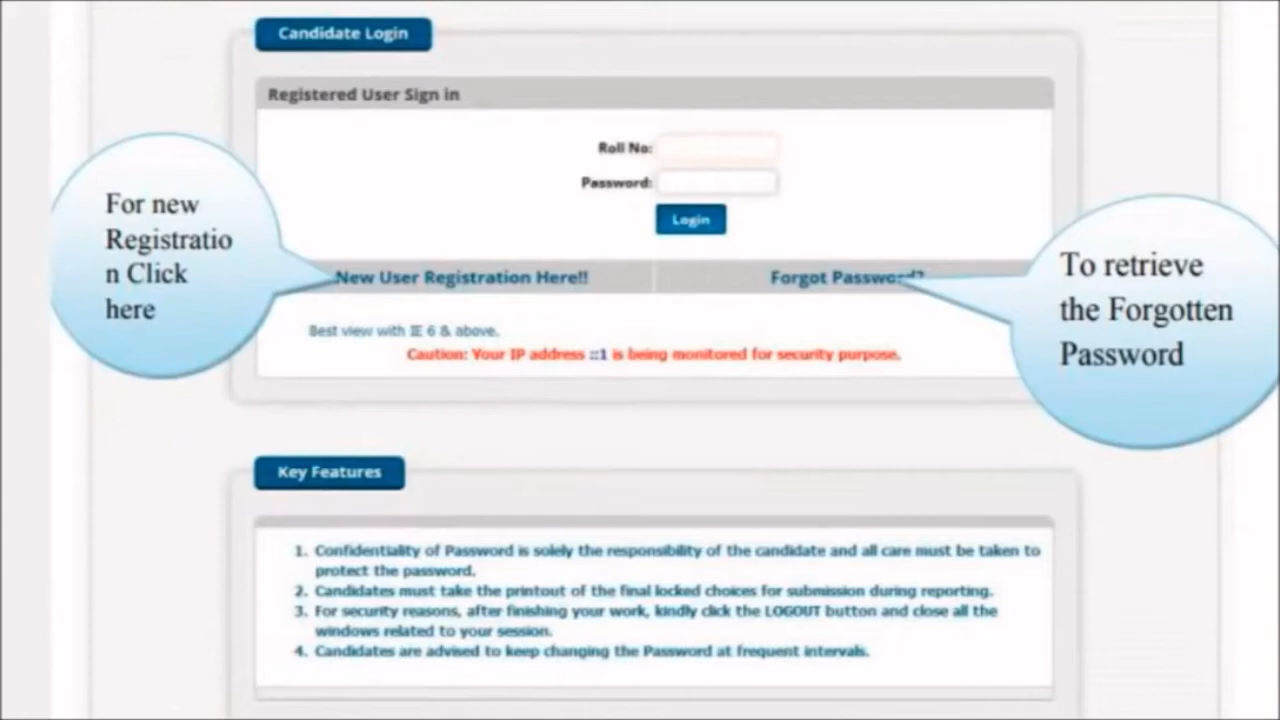 Candidate Login
Registered User Sign in
Roll No:
Password:
Login
For new
Registratio
n Click
here
New User Registration Here!!
Forgot Password?
To retrieve
the Forgotten
Password
Best view with IE 6 & above.
Caution: Your IP address ::1 is being monitored for security purpose.
Key Features
1. Confidentiality of Password is solely the responsibility of the candidate and all care must be taken to
protect the password.
2. Candidates must take the printout of the final locked choices for submission during reporting.
3. For security reasons, after finishing your work, kindly click the LOGOUT button and close all the
windows related to your session.
4. Candidates are advised to keep changing the Password at frequent intervals.